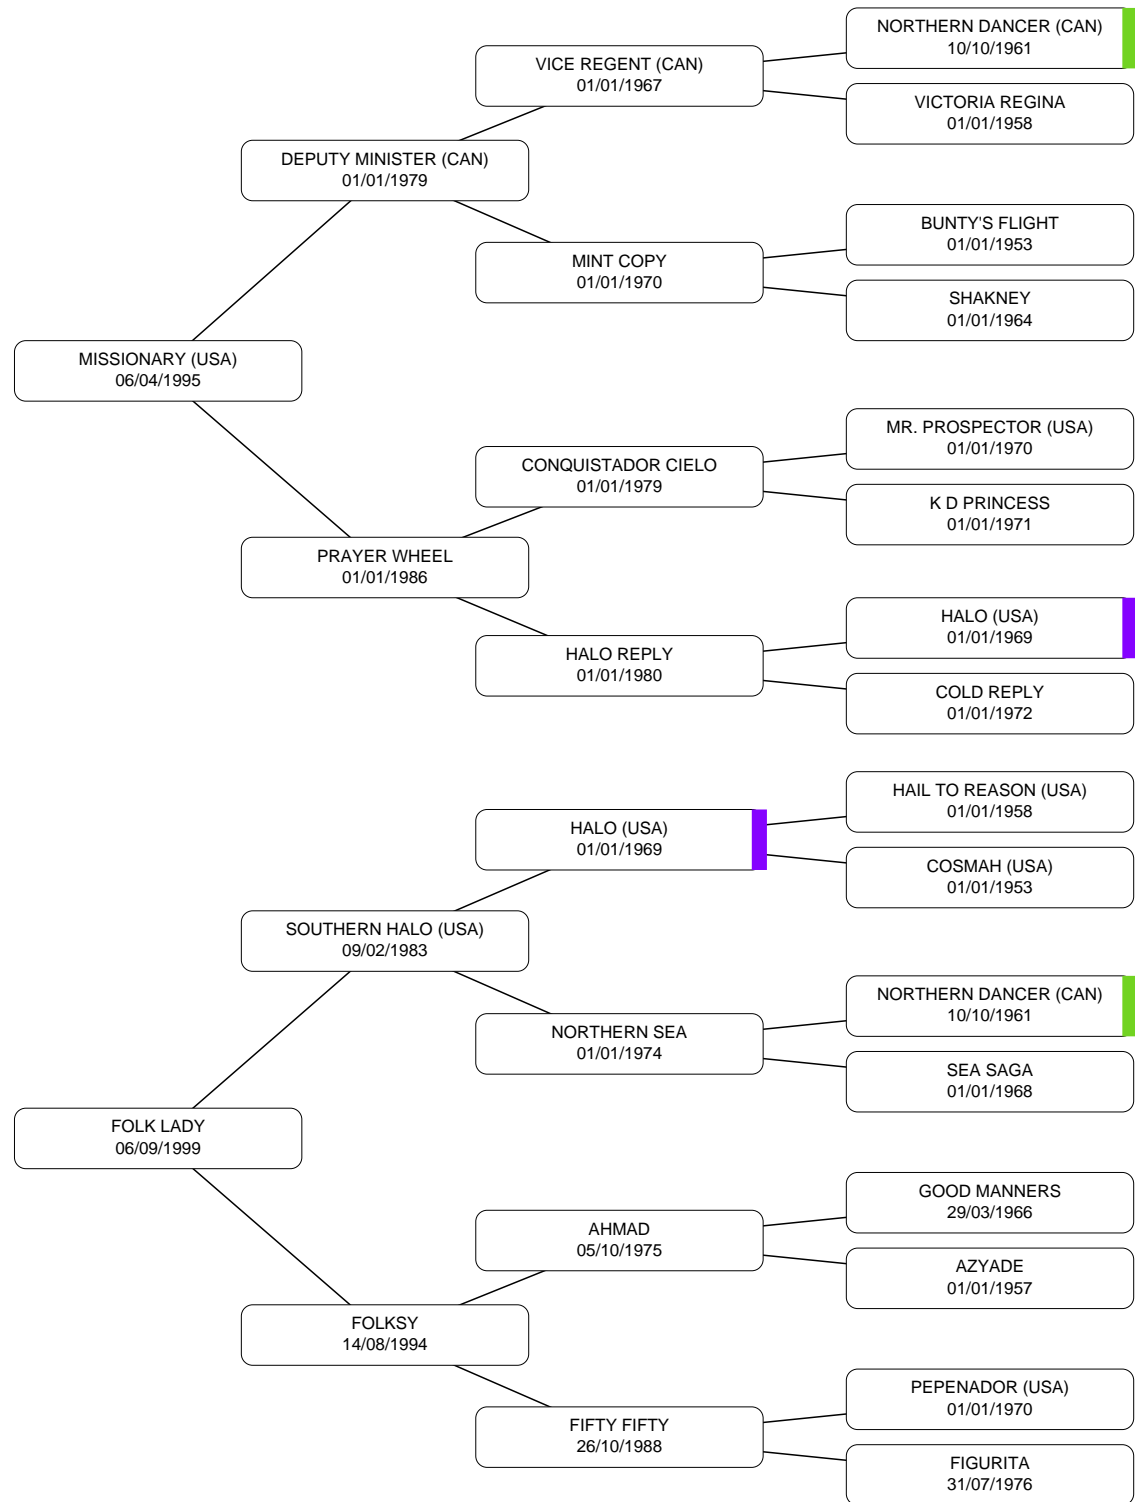 NORTHERN DANCER (CAN)
10/10/1961
VICE REGENT (CAN)
01/01/1967
VICTORIA REGINA
01/01/1958
DEPUTY MINISTER (CAN)
01/01/1979
BUNTY'S FLIGHT
01/01/1953
MINT COPY
01/01/1970
SHAKNEY
01/01/1964
MISSIONARY (USA)
06/04/1995
MR. PROSPECTOR (USA)
01/01/1970
CONQUISTADOR CIELO
01/01/1979
K D PRINCESS
01/01/1971
PRAYER WHEEL
01/01/1986
HALO (USA)
01/01/1969
HALO REPLY
01/01/1980
COLD REPLY
01/01/1972
HAIL TO REASON (USA)
01/01/1958
HALO (USA)
01/01/1969
COSMAH (USA)
01/01/1953
SOUTHERN HALO (USA)
09/02/1983
NORTHERN DANCER (CAN)
10/10/1961
NORTHERN SEA
01/01/1974
SEA SAGA
01/01/1968
FOLK LADY
06/09/1999
GOOD MANNERS
29/03/1966
AHMAD
05/10/1975
AZYADE
01/01/1957
FOLKSY
14/08/1994
PEPENADOR (USA)
01/01/1970
FIFTY FIFTY
26/10/1988
FIGURITA
31/07/1976